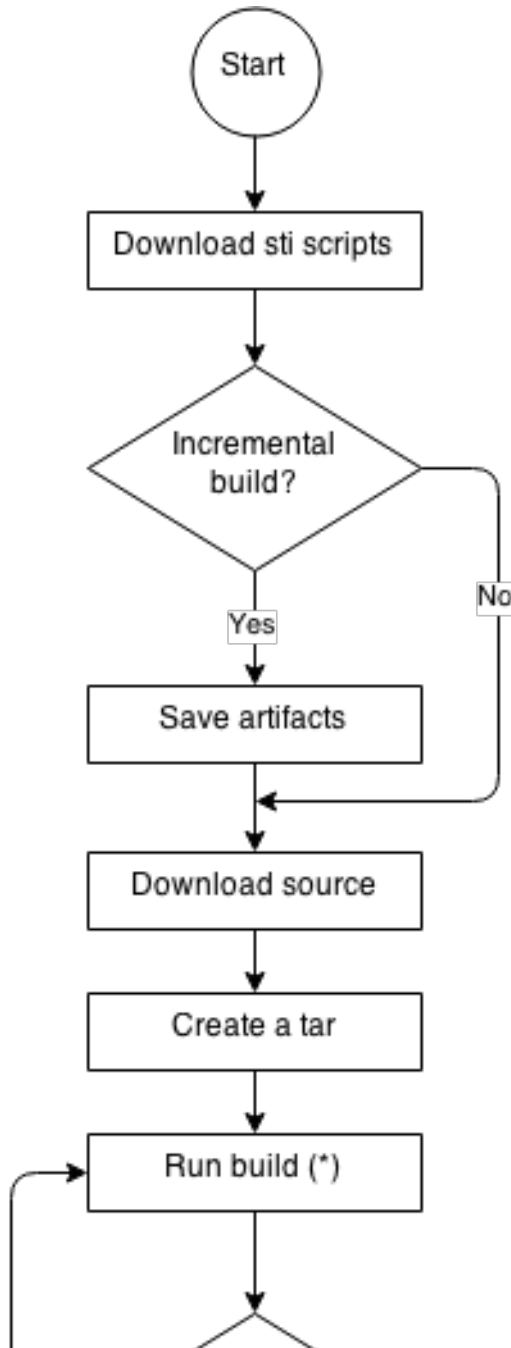 Start
Download sti scripts
Incremental
build?
No
Yes
Save artifacts
Download source
Create a tar
Run build (*)